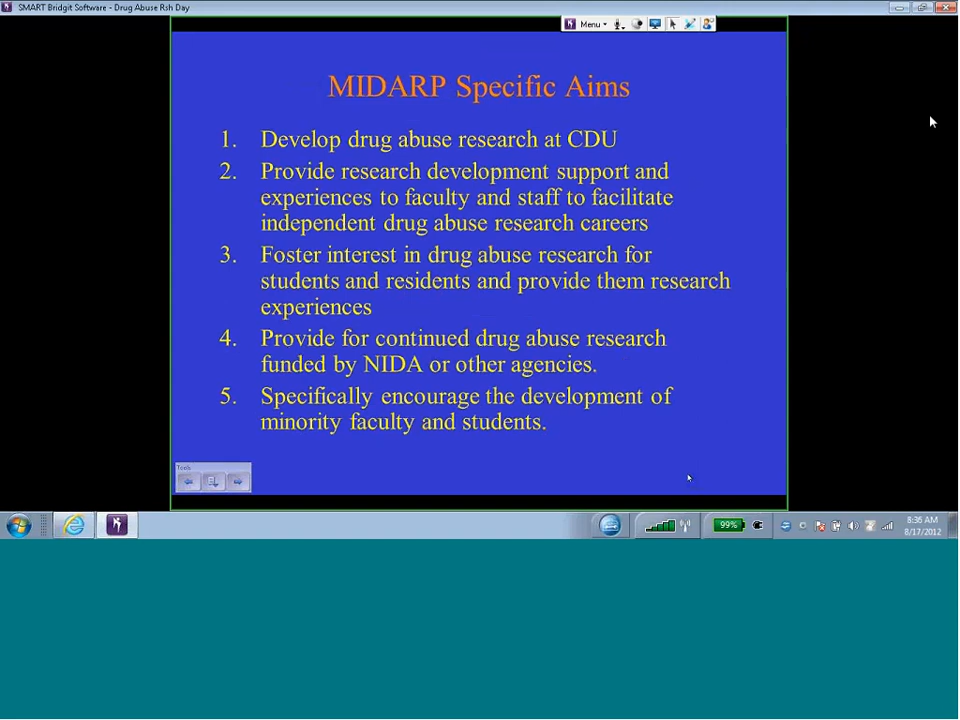 SMART Bridgit Software - Drug Abuse Rsh Day
Menu
MIDARP Specific Aims
1. Develop drug abuse research at CDU
2. Provide research development support and
experiences to faculty and staff to facilitate
independent drug abuse research careers
3. Foster interest in drug abuse research for
students and residents and provide them research
experiences
4. Provide for continued drug abuse research
funded by NIDA or other agencies.
5. Specifically encourage the development of
minority faculty and students.
Tools
99%
8:36 AM
8/17/2012